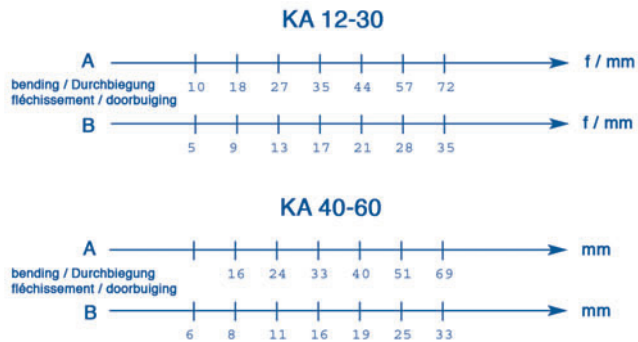 KA 12-30
A f / mm
10 18 27 35 44 57 72
bending / Durchbiegung
fléchissement / doorbuiging
B f / mm
5 9 13 17 21 28 35
KA 40-60
A mm
16 24 33 40 51 69
bending / Durchbiegung
fléchissement / doorbuiging
B mm
6 8 11 16 19 25 33